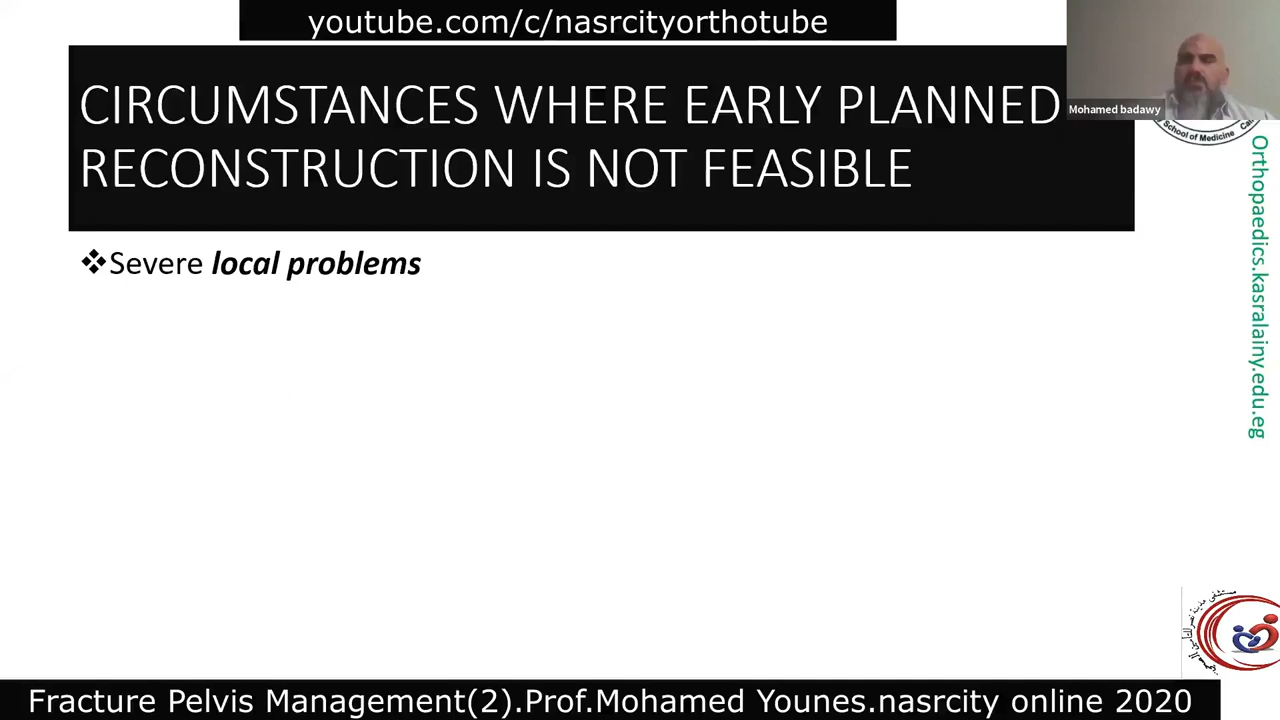 youtube.com/c/nasrcityorthotube
CIRCUMSTANCES WHERE EARLY PLANNED
RECONSTRUCTION IS NOT FEASIBLE
Mohamed badawy
School of Medicine
Orthopaedics.kasralainy.edu.eg
❖Severe local problems
Fracture Pelvis Management(2).Prof.Mohamed Younes.nasrcity online 2020